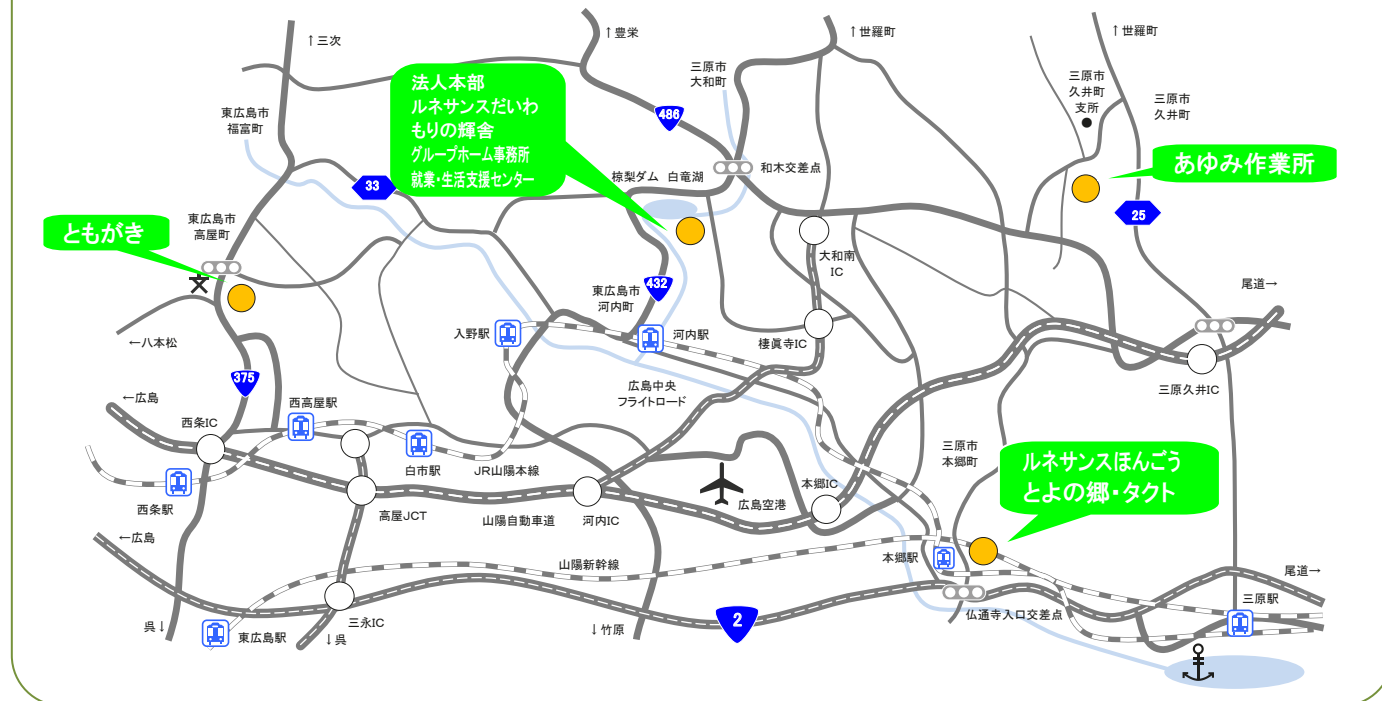 ↑三次
↑豊栄
↑世羅町
↑世羅町
三原市
大和町
三原市
久井町
支所
三原市
久井町
法人本部
ルネサンスだいわ
もりの輝舎
グループホーム事務所
就業・生活支援センター
東広島市
福富町
486
和木交差点
あゆみ作業所
33
椋梨ダム 白竜湖
25
東広島市
高屋町
ともがき
大和南
IC
432
東広島市
河内町
尾道→
入野駅
河内駅
棲眞寺IC
←八本松
375
広島中央
フライトロード
三原久井IC
←広島
西条IC
西高屋駅
白市駅
JR山陽本線
三原市
本郷町
ルネサンスほんごう
とよの郷・タクト
本郷IC
広島空港
西条駅
高屋JCT
山陽自動車道
河内IC
←広島
山陽新幹線
本郷駅
尾道→
三原駅
2
仏通寺入口交差点
呉↓
東広島駅
三永IC
↓呉
↓竹原